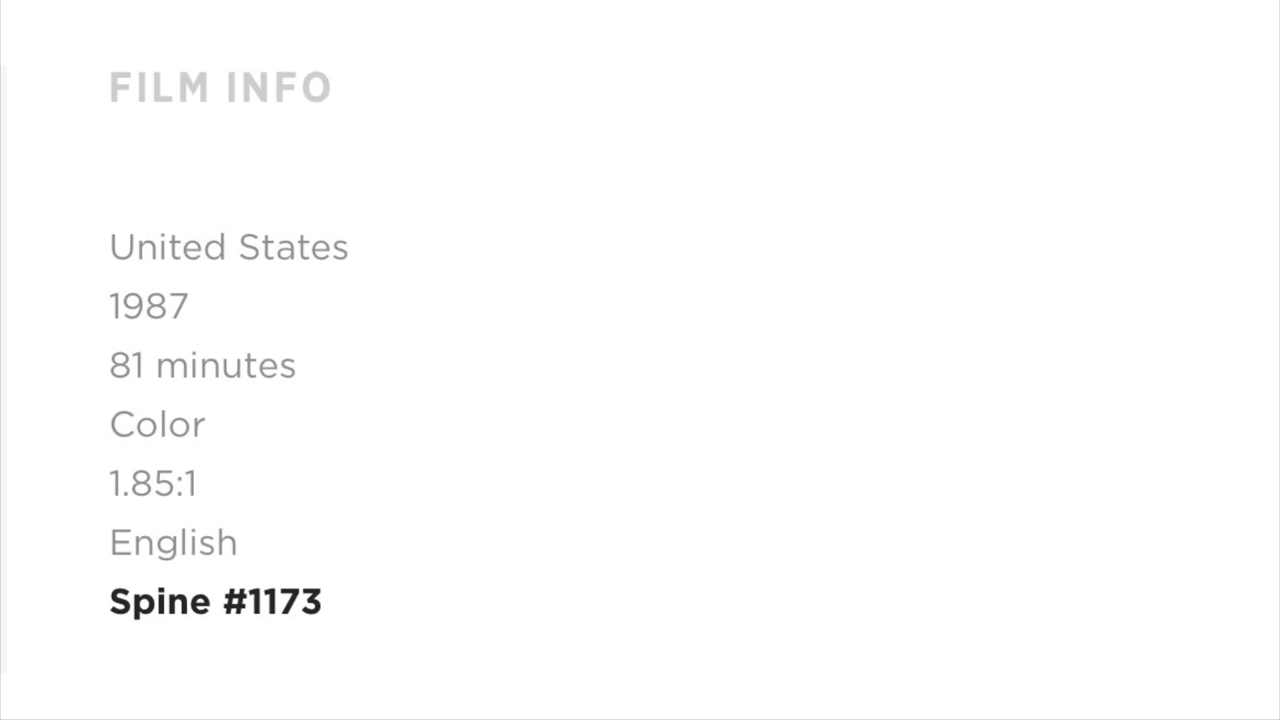 FILM INFO
United States
1987
81 minutes
Color
1.85:1
English
Spine #1173